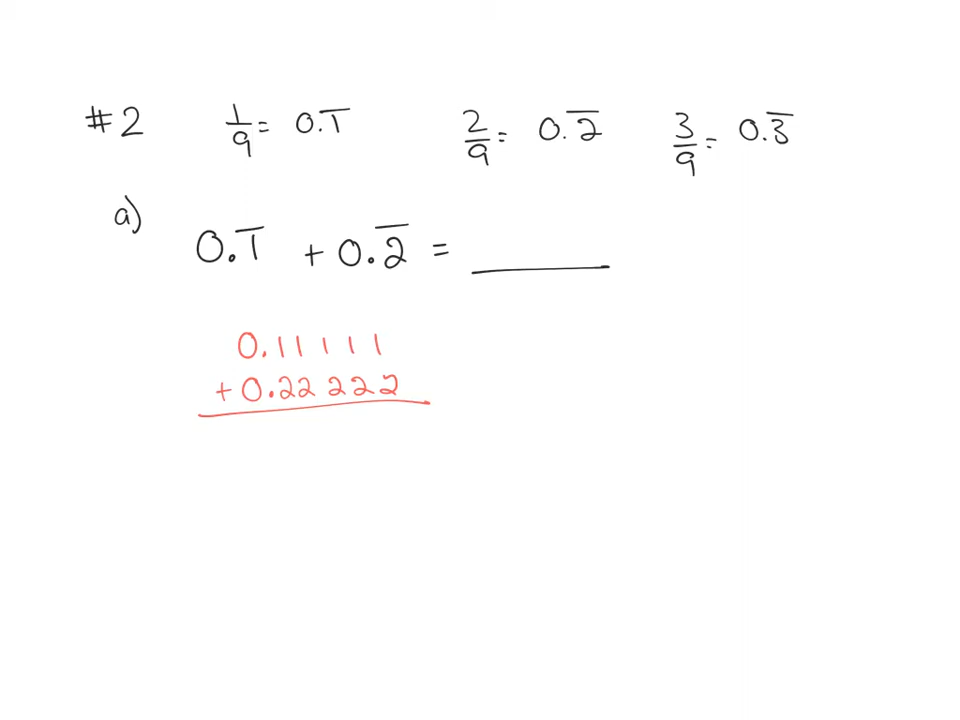 #2 1/9 = 0.1̅ 2/9 = 0.2̅ 3/9 = 0.3̅
a)
0.1̅ + 0.2̅ = ______
0.11111
+ 0.22222